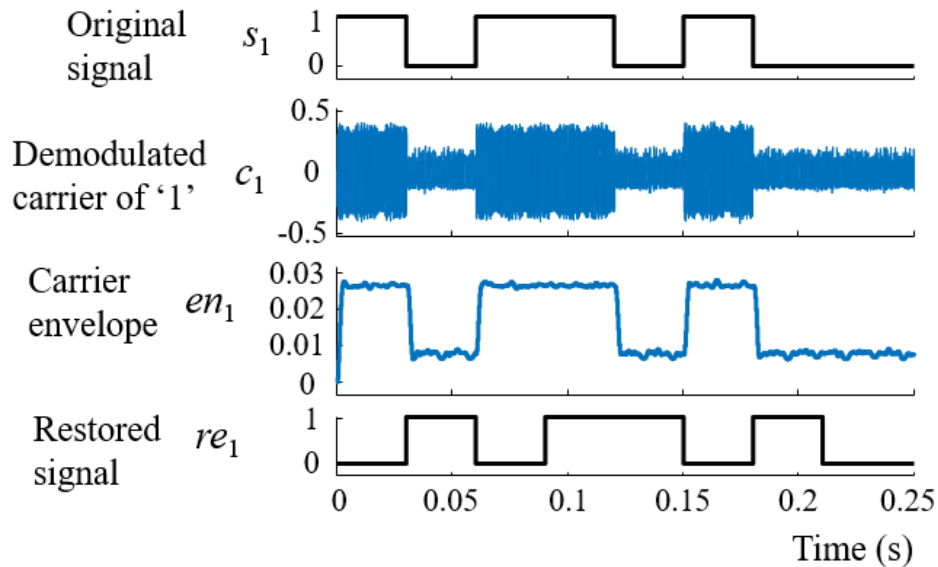 Original
signal
s1
1
0
Demodulated
carrier of ‘1’
c1
0.5
0
-0.5
Carrier
envelope
en1
0.03
0.02
0.01
0
Restored
signal
re1
1
0
0 0.05 0.1 0.15 0.2 0.25
Time (s)